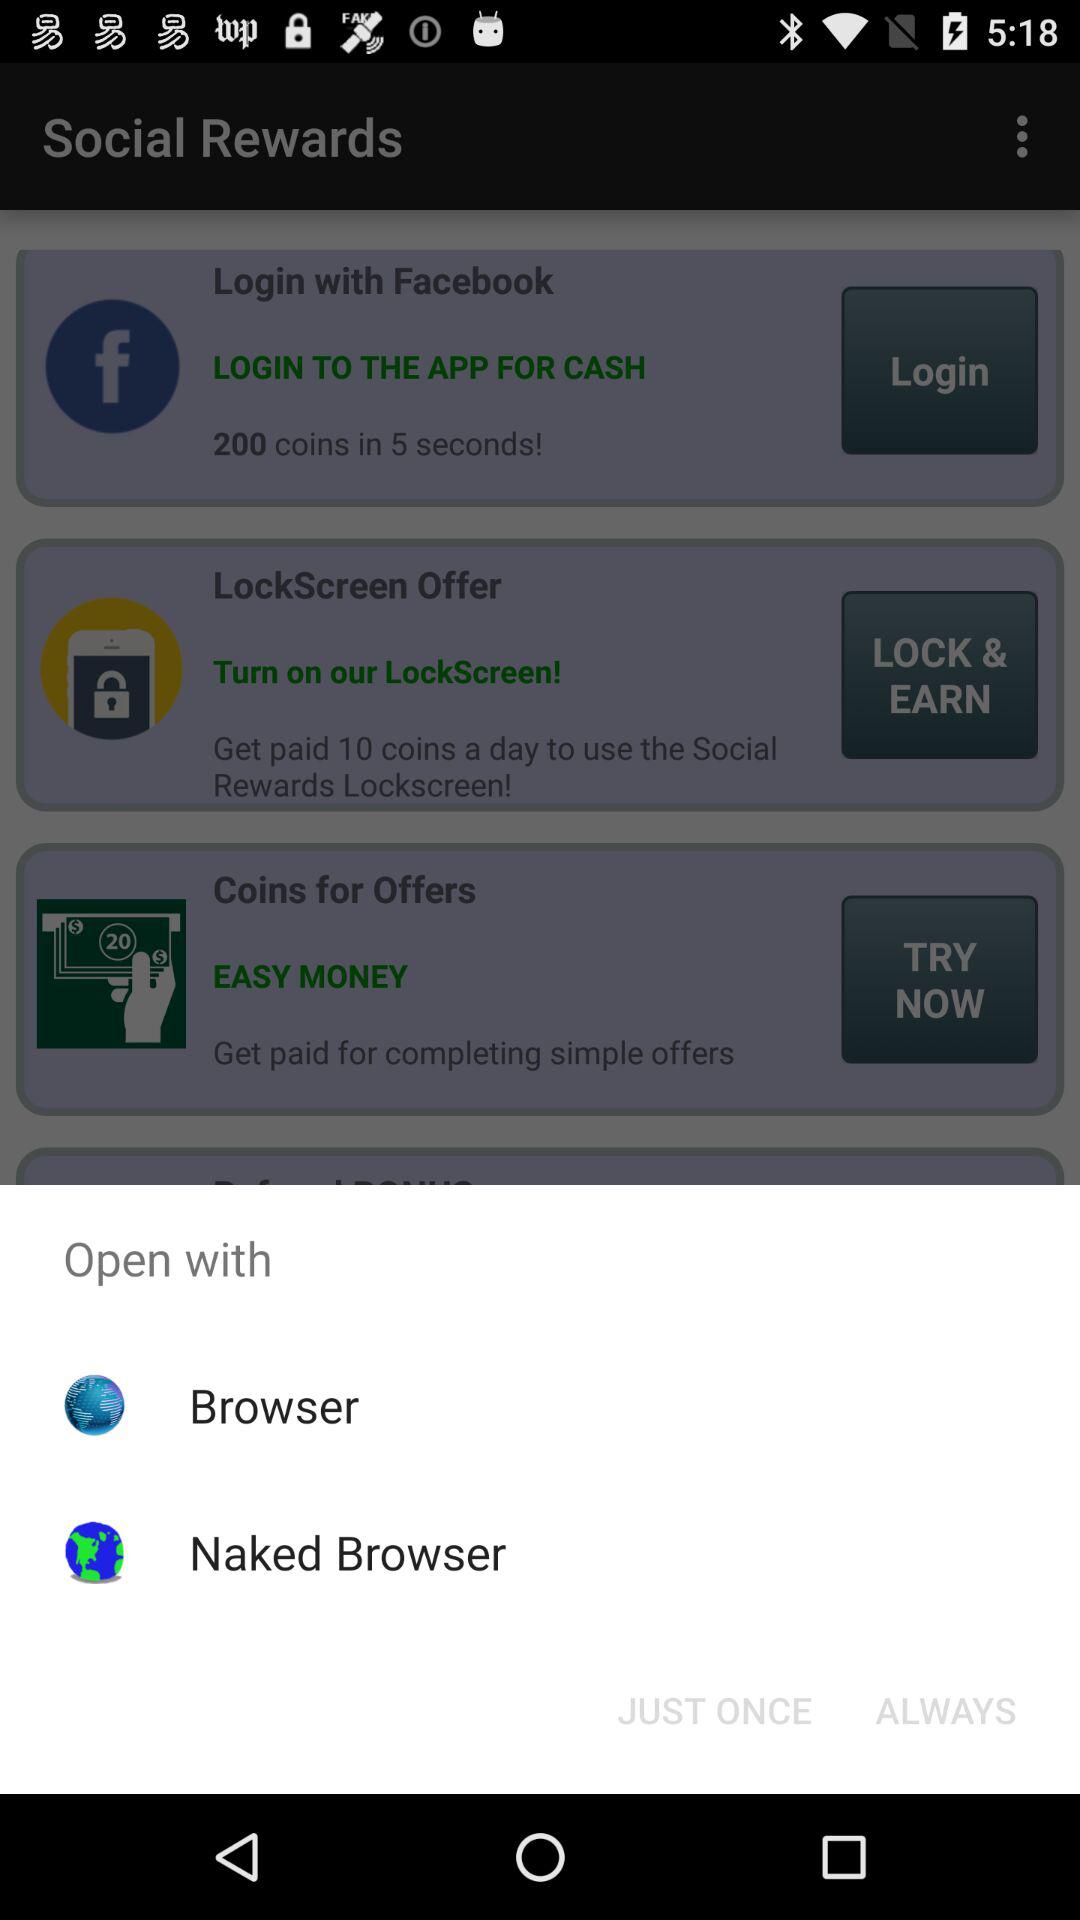 wp FAKE 5:18
Social Rewards
Login with Facebook
LOGIN TO THE APP FOR CASH
200 coins in 5 seconds!
Login
LockScreen Offer
Turn on our LockScreen!
Get paid 10 coins a day to use the Social
Rewards Lockscreen!
LOCK &
EARN
20
Coins for Offers
EASY MONEY
Get paid for completing simple offers
TRY
NOW
Open with
Browser
Naked Browser
JUST ONCE ALWAYS